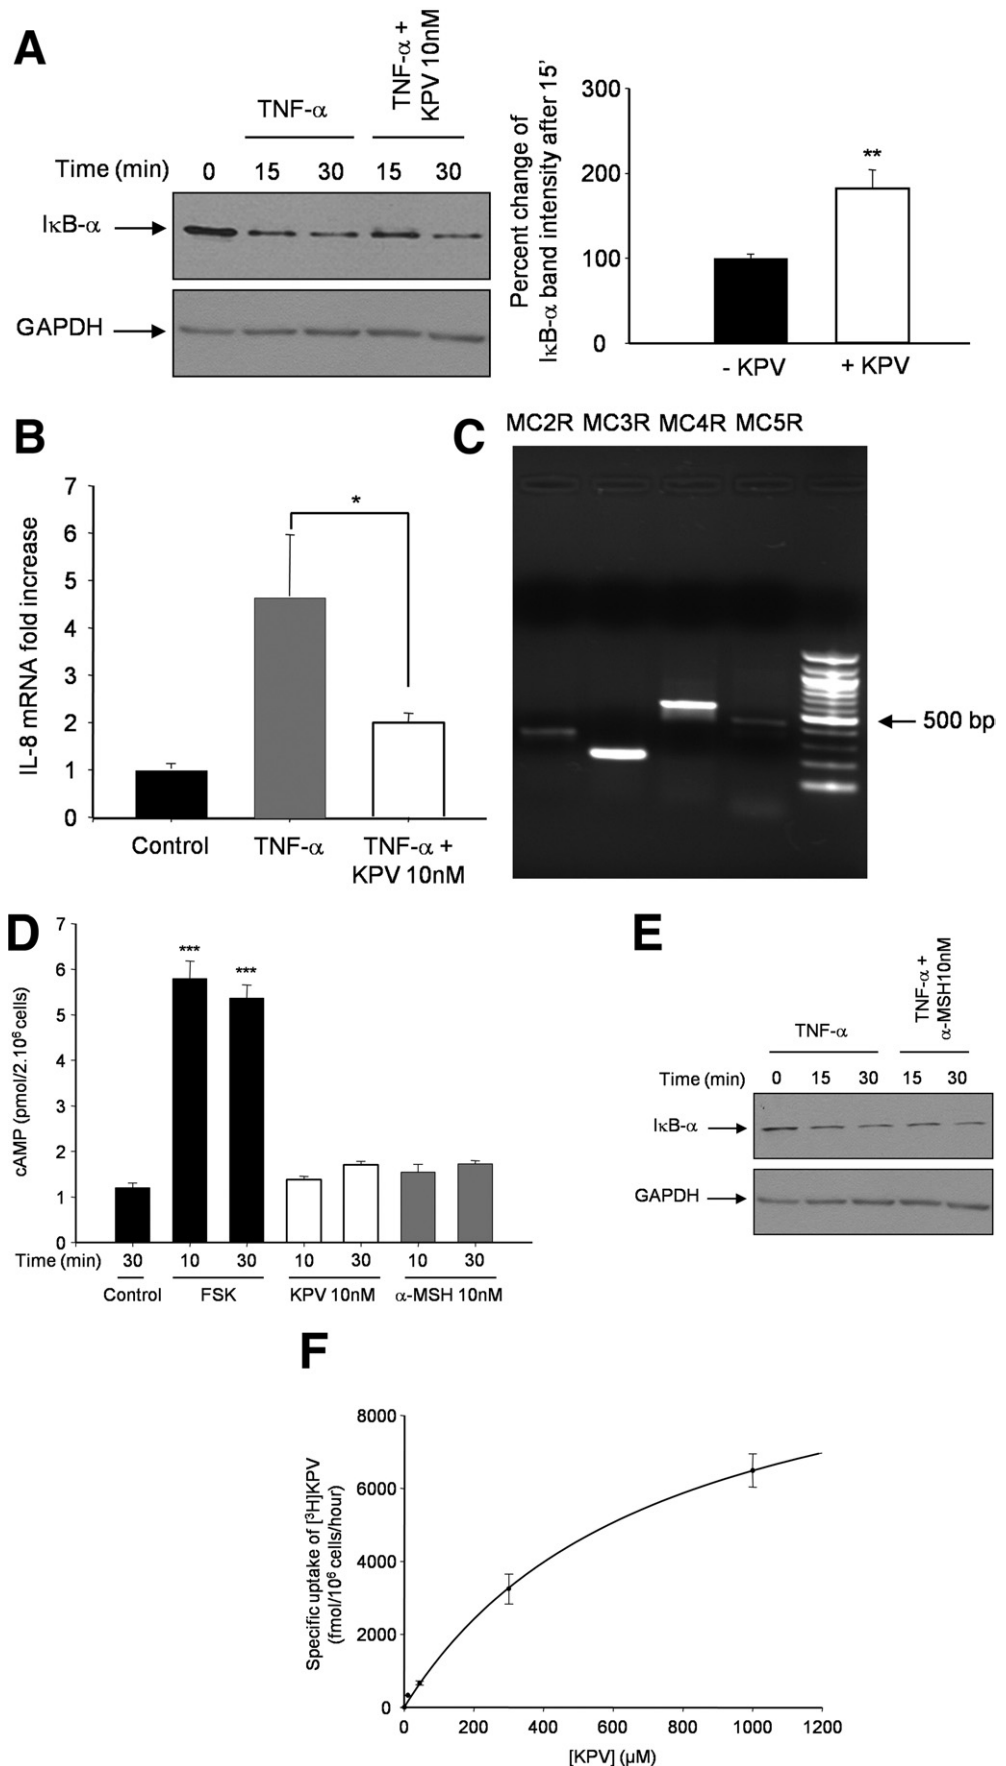 A
TNF-α
TNF-α +
KPV 10nM
Time (min) 0 15 30 15 30
IκB-α
GAPDH
Percent change of
IκB-α band intensity after 15'
300
200
100
0
**
- KPV + KPV
B
IL-8 mRNA fold increase
7
6
5
4
3
2
1
0
*
Control TNF-α TNF-α +
KPV 10nM
C
MC2R MC3R MC4R MC5R
500 bp
D
cAMP (pmol/2.10⁶ cells)
7
6
5
4
3
2
1
0
***
***
Time (min) 30 10 30 10 30 10 30
Control FSK KPV 10nM α-MSH 10nM
E
TNF-α
TNF-α +
α-MSH10nM
Time (min) 0 15 30 15 30
IκB-α
GAPDH
F
Specific uptake of [³H]KPV
(fmol/10⁶ cells/hour)
8000
6000
4000
2000
0
0 200 400 600 800 1000 1200
[KPV] (µM)